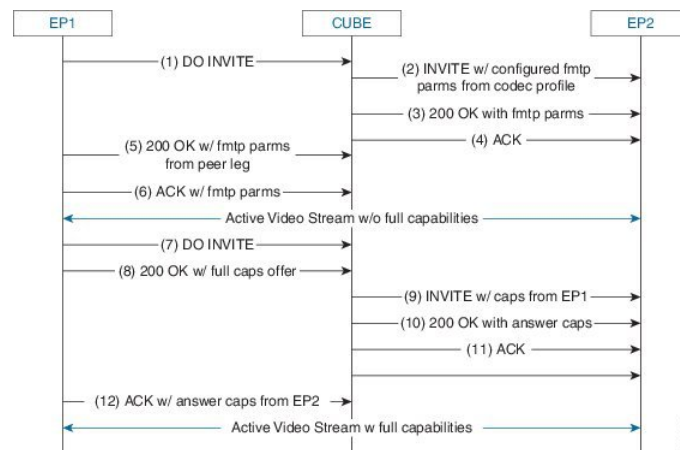 EP1
CUBE
EP2
(1) DO INVITE
(2) INVITE w/ configured fmtp
parms from codec profile
(3) 200 OK with fmtp parms
(4) ACK
(5) 200 OK w/ fmtp parms
from peer leg
(6) ACK w/ fmtp parms
Active Video Stream w/o full capabilities
(7) DO INVITE
(8) 200 OK w/ full caps offer
(9) INVITE w/ caps from EP1
(10) 200 OK with answer caps
(11) ACK
(12) ACK w/ answer caps from EP2
Active Video Stream w full capabilities